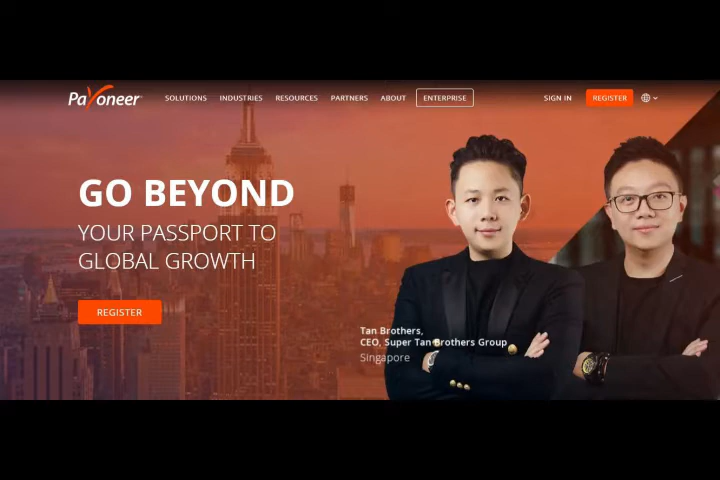 Payoneer
SOLUTIONS INDUSTRIES RESOURCES PARTNERS ABOUT ENTERPRISE SIGN IN REGISTER
GO BEYOND
YOUR PASSPORT TO
GLOBAL GROWTH
REGISTER
Tan Brothers,
CEO, Super Tan Brothers Group
Singapore